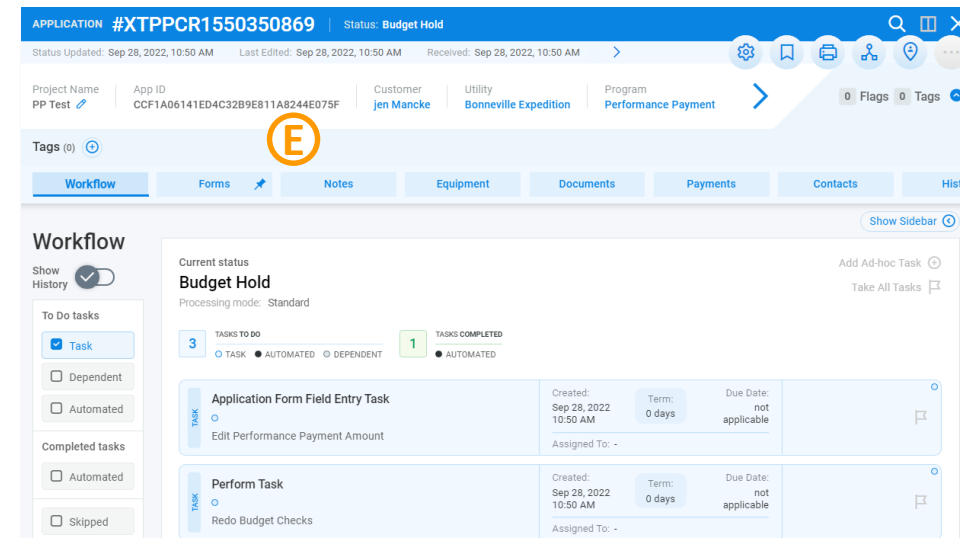 APPLICATION #XTPPCR1550350869 Status: Budget Hold
Status Updated: Sep 28, 2022, 10:50 AM Last Edited: Sep 28, 2022, 10:50 AM Received: Sep 28, 2022, 10:50 AM
Project Name App ID Customer Utility Program
PP Test CCF1A06141ED4C32B9E811A8244E075F jen Mancke Bonneville Expedition Performance Payment 0 Flags 0 Tags
E
Tags (0)
Workflow Forms Notes Equipment Documents Payments Contacts Hist
Show Sidebar
Workflow
Show History
To Do tasks
Task
Dependent
Automated
Completed tasks
Automated
Skipped
Current status
Budget Hold
Processing mode: Standard
Add Ad-hoc Task
Take All Tasks
3 TASKS TO DO
TASK AUTOMATED DEPENDENT
1 TASKS COMPLETED
AUTOMATED
TASK
Application Form Field Entry Task
Edit Performance Payment Amount
Created:
Sep 28, 2022
10:50 AM
Term:
0 days
Due Date:
not
applicable
Assigned To: -
TASK
Perform Task
Redo Budget Checks
Created:
Sep 28, 2022
10:50 AM
Term:
0 days
Due Date:
not
applicable
Assigned To: -